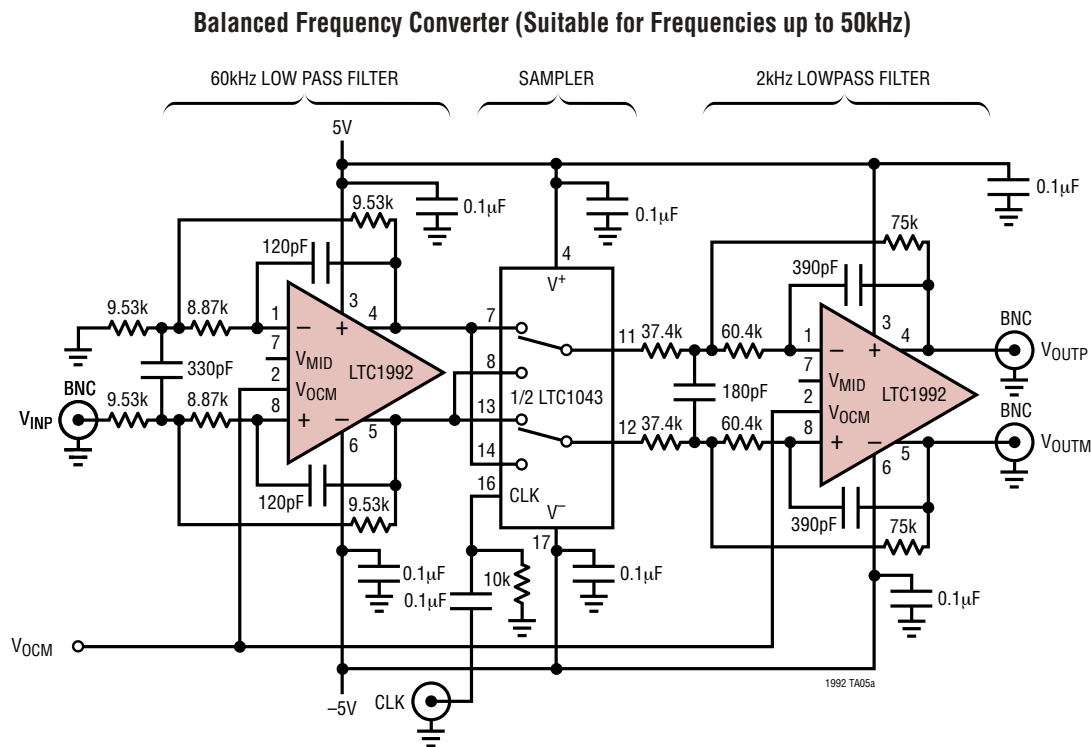 Balanced Frequency Converter (Suitable for Frequencies up to 50kHz)
60kHz LOW PASS FILTER
SAMPLER
2kHz LOWPASS FILTER
5V
0.1µF
0.1µF
0.1µF
9.53k
120pF
9.53k
8.87k
1
7
2
8
3
4
5
6
– + + –
V_MID
V_OCM
LTC1992
330pF
BNC
V_INP
9.53k
8.87k
120pF
9.53k
4
V⁺
7
8
13
14
16
1/2 LTC1043
CLK
V⁻
17
11
12
37.4k
60.4k
180pF
37.4k
60.4k
75k
390pF
1
7
2
8
3
4
5
6
– + + –
V_MID
V_OCM
LTC1992
BNC
V_OUTP
BNC
V_OUTM
390pF
75k
0.1µF
0.1µF
10k
0.1µF
0.1µF
V_OCM
–5V
CLK
1992 TA05a